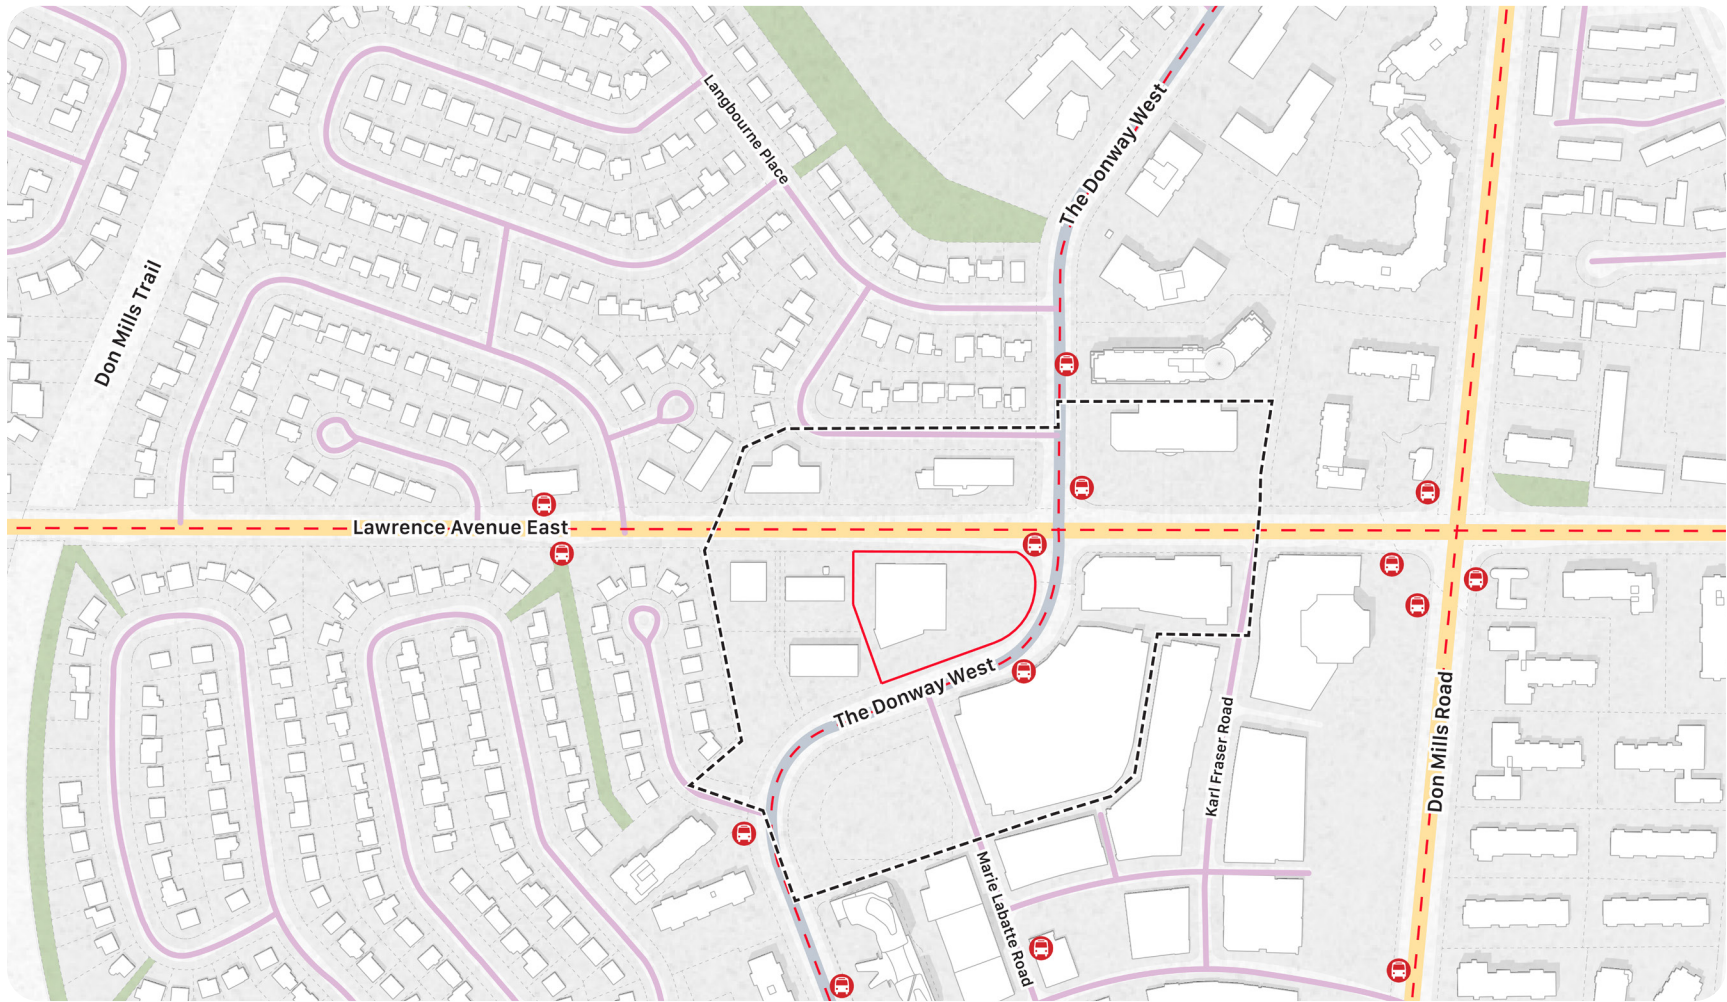 Langbourne Place
The Donway West
Don Mills Trail
Lawrence Avenue East
The Donway West
Karl Fraser Road
Don Mills Road
Marie Labatte Road